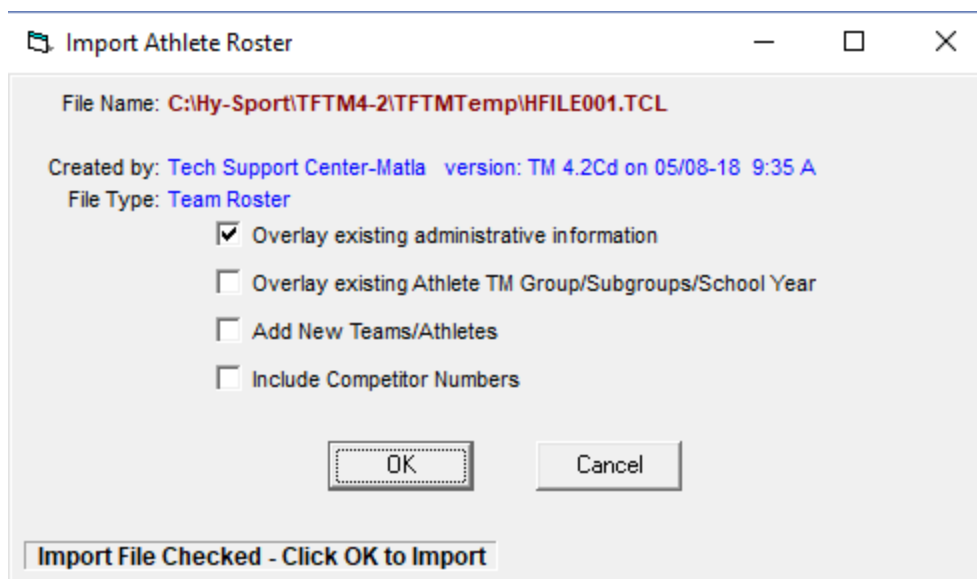 Import Athlete Roster
File Name: C:\Hy-Sport\TFTM4-2\TFTMTemp\HFILE001.TCL
Created by: Tech Support Center-Matla version: TM 4.2Cd on 05/08-18 9:35 A
File Type: Team Roster
Overlay existing administrative information
Overlay existing Athlete TM Group/Subgroups/School Year
Add New Teams/Athletes
Include Competitor Numbers
OK Cancel
Import File Checked - Click OK to Import